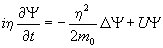 iη ∂Ψ/∂t = − η²/2m₀ ΔΨ + UΨ